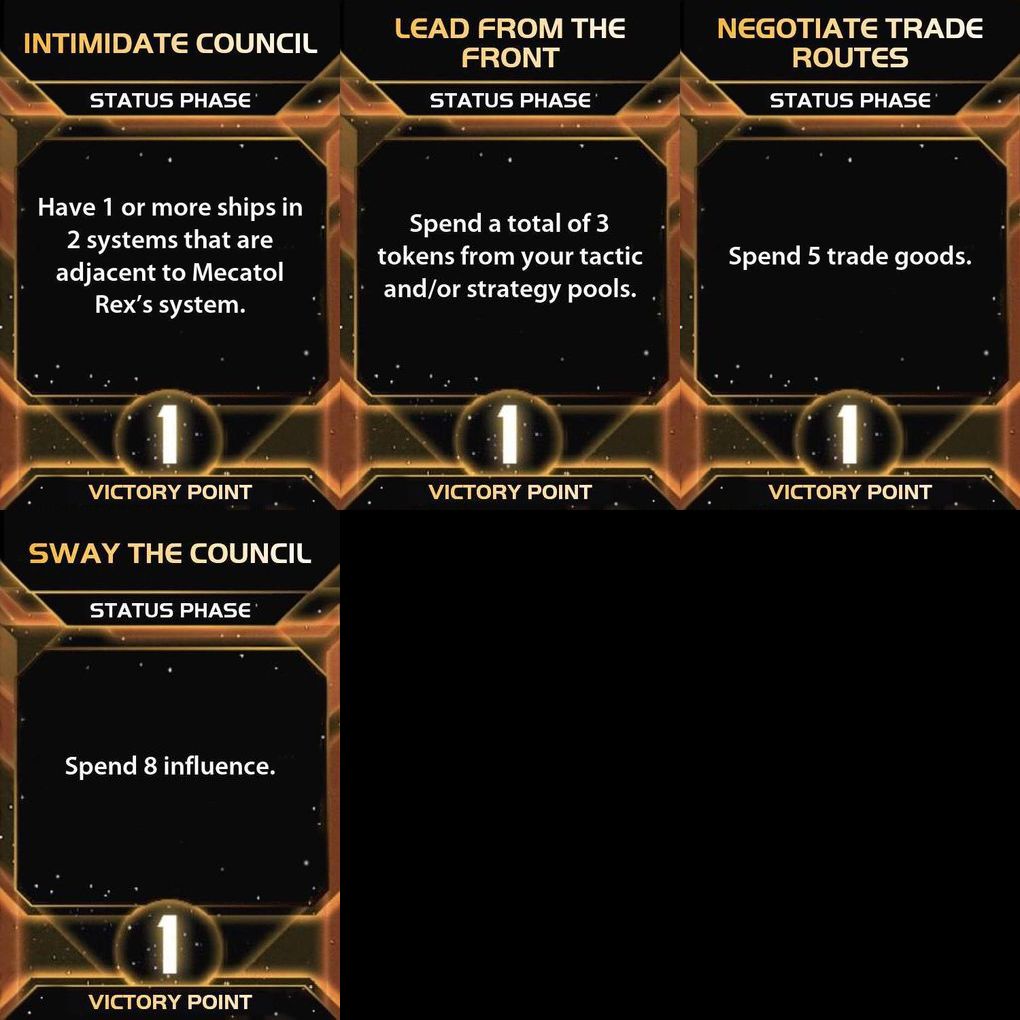 INTIMIDATE COUNCIL
STATUS PHASE
Have 1 or more ships in
2 systems that are
adjacent to Mecatol
Rex's system.
1
VICTORY POINT
LEAD FROM THE
FRONT
STATUS PHASE
Spend a total of 3
tokens from your tactic
and/or strategy pools.
1
VICTORY POINT
NEGOTIATE TRADE
ROUTES
STATUS PHASE
Spend 5 trade goods.
1
VICTORY POINT
SWAY THE COUNCIL
STATUS PHASE
Spend 8 influence.
1
VICTORY POINT